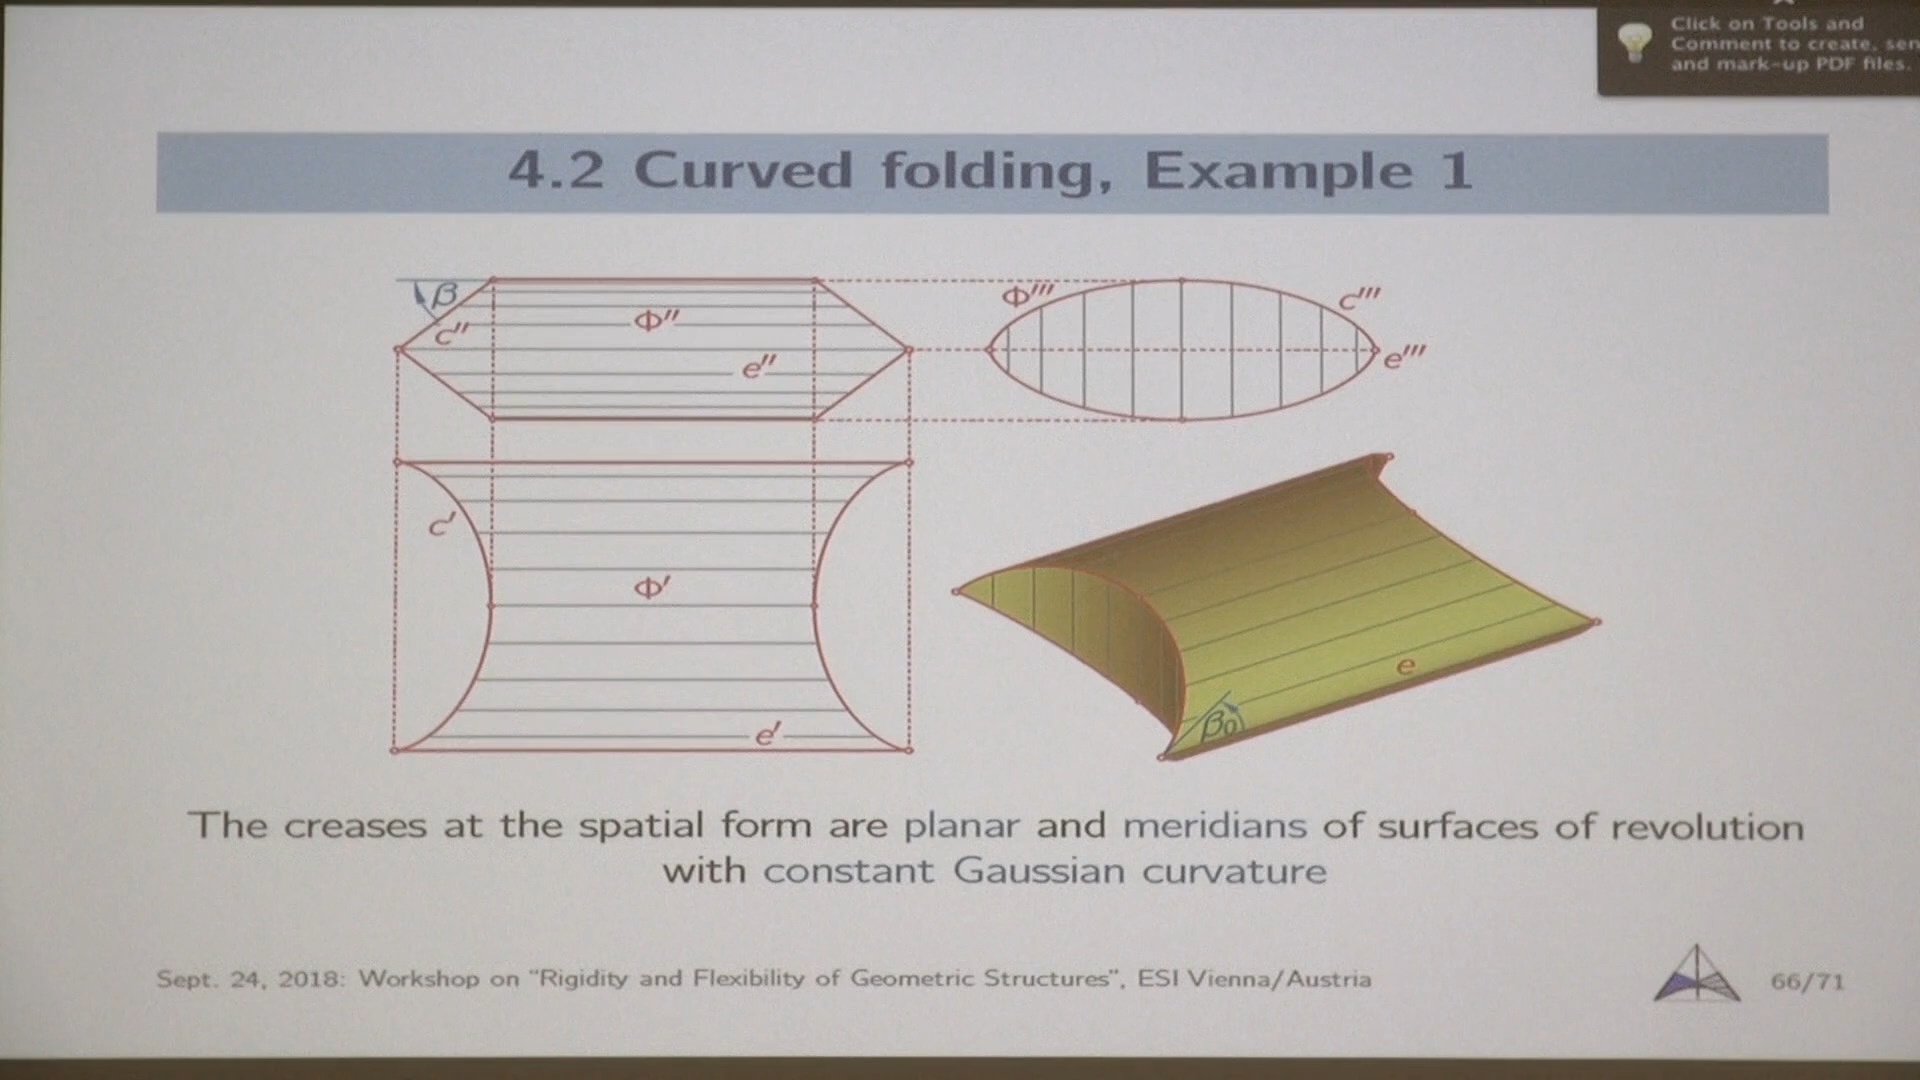 Click on Tools and
Comment to create, sen
and mark-up PDF files.
4.2 Curved folding, Example 1
β
c′′
Φ′′
e′′
Φ′′′
c′′′
e′′′
c′
Φ′
e′
e
β₀
The creases at the spatial form are planar and meridians of surfaces of revolution
with constant Gaussian curvature
Sept. 24, 2018: Workshop on “Rigidity and Flexibility of Geometric Structures”, ESI Vienna/Austria
66/71